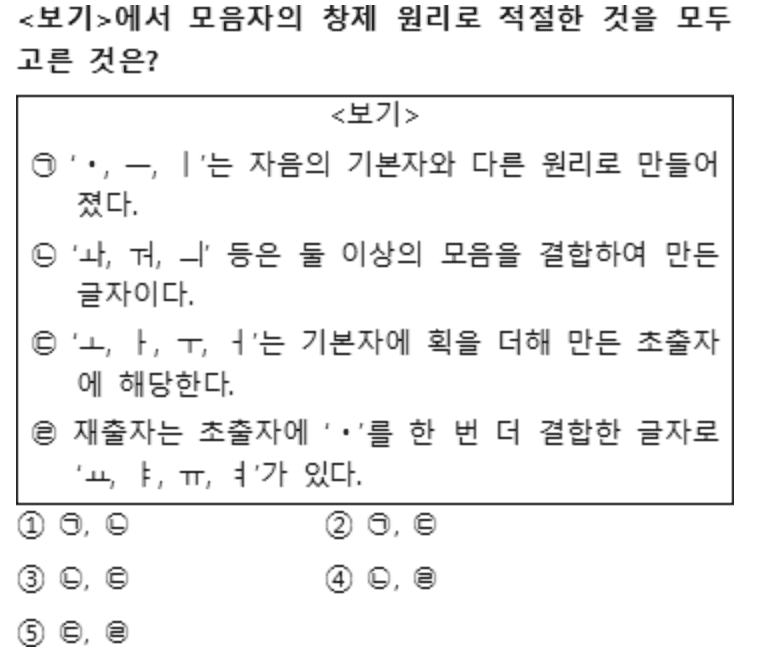 <보기>에서 모음자의 창제 원리로 적절한 것을 모두
고른 것은?
<보기>
㉠ ‘ㆍ, ㅡ, ㅣ’는 자음의 기본자와 다른 원리로 만들어
졌다.
㉡ ‘ㅘ, ㅝ, ㅢ’ 등은 둘 이상의 모음을 결합하여 만든
글자이다.
㉢ ‘ㅗ, ㅏ, ㅜ, ㅓ’는 기본자에 획을 더해 만든 초출자
에 해당한다.
㉣ 재출자는 초출자에 ‘ㆍ’를 한 번 더 결합한 글자로
‘ㅛ, ㅑ, ㅠ, ㅕ’가 있다.
① ㉠, ㉡ ② ㉠, ㉢
③ ㉡, ㉢ ④ ㉡, ㉣
⑤ ㉢, ㉣